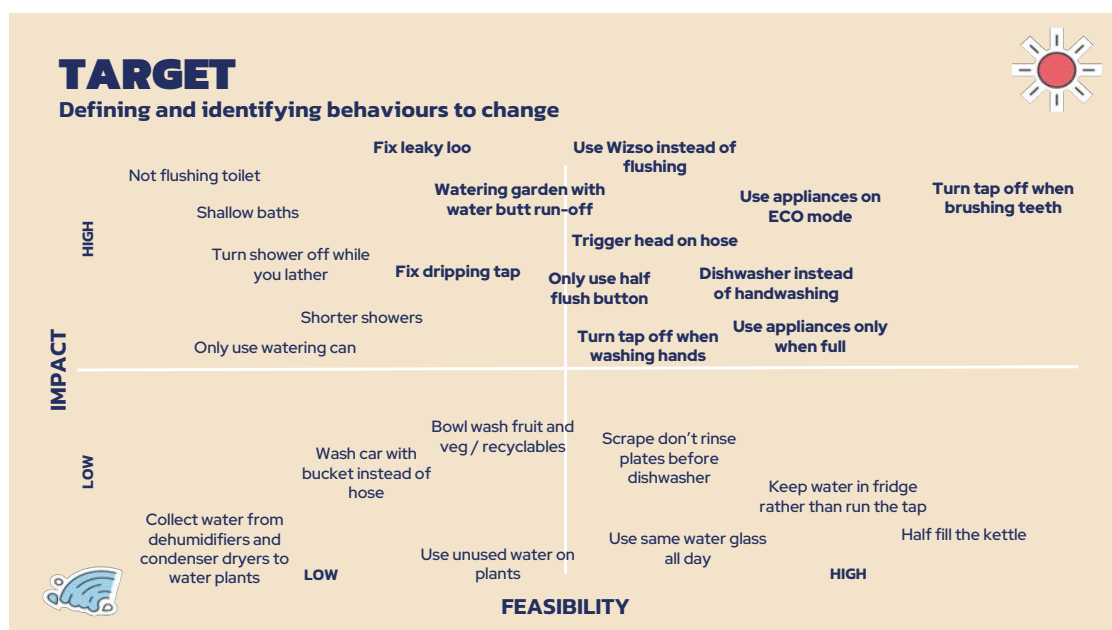 TARGET
Defining and identifying behaviours to change
Fix leaky loo
Use Wizso instead of
flushing
Not flushing toilet
Watering garden with
water butt run-off
Use appliances on
ECO mode
Turn tap off when
brushing teeth
Shallow baths
HIGH
Trigger head on hose
Turn shower off while
you lather
Fix dripping tap
Only use half
flush button
Dishwasher instead
of handwashing
Shorter showers
Only use watering can
Turn tap off when
washing hands
Use appliances only
when full
IMPACT
LOW
Bowl wash fruit and
veg / recyclables
Wash car with
bucket instead of
hose
Scrape don’t rinse
plates before
dishwasher
Keep water in fridge
rather than run the tap
Collect water from
dehumidifiers and
condenser dryers to
water plants
Use unused water on
plants
Use same water glass
all day
Half fill the kettle
LOW
HIGH
FEASIBILITY